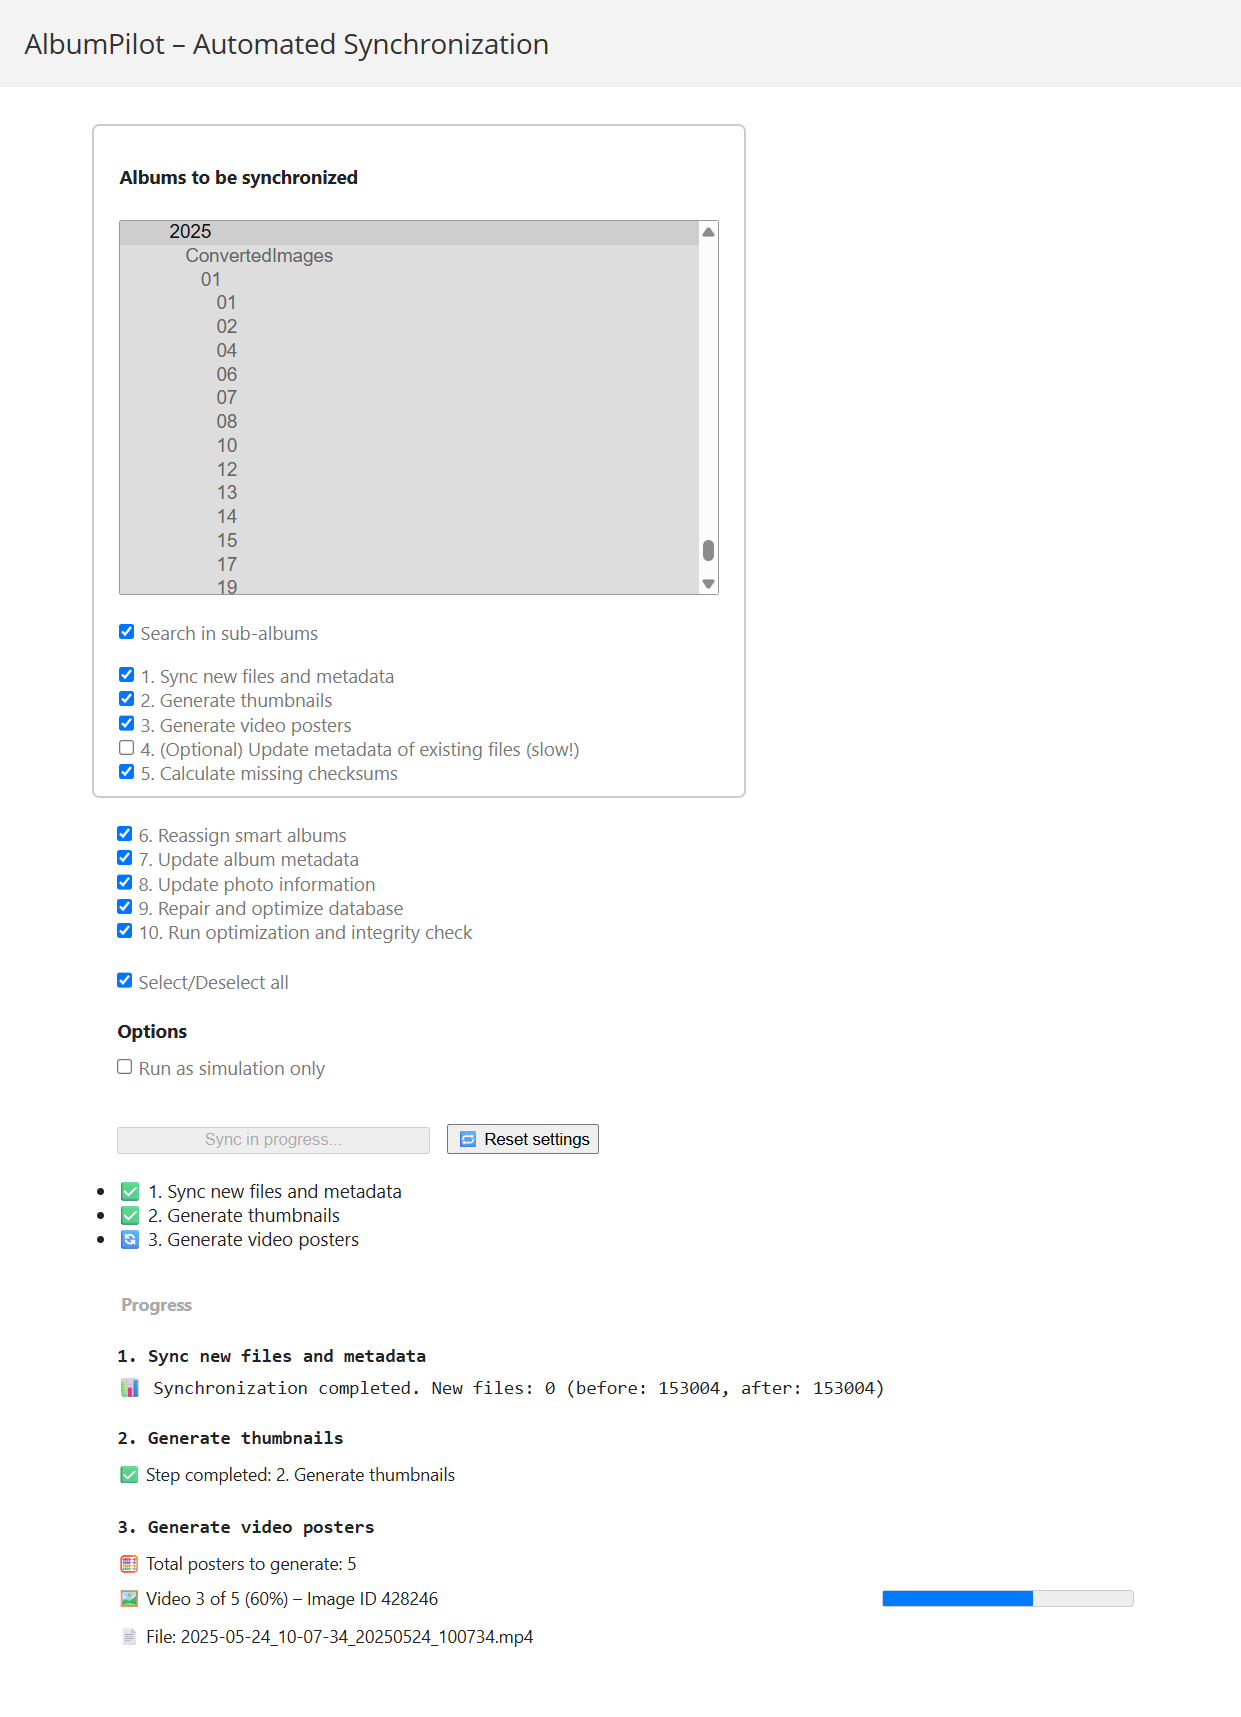 AlbumPilot – Automated Synchronization
Albums to be synchronized
2025
ConvertedImages
01
01
02
04
06
07
08
10
12
13
14
15
17
19
Search in sub-albums
1. Sync new files and metadata
2. Generate thumbnails
3. Generate video posters
4. (Optional) Update metadata of existing files (slow!)
5. Calculate missing checksums
6. Reassign smart albums
7. Update album metadata
8. Update photo information
9. Repair and optimize database
10. Run optimization and integrity check
Select/Deselect all
Options
Run as simulation only
Sync in progress... Reset settings
1. Sync new files and metadata
2. Generate thumbnails
3. Generate video posters
Progress
1. Sync new files and metadata
Synchronization completed. New files: 0 (before: 153004, after: 153004)
2. Generate thumbnails
Step completed: 2. Generate thumbnails
3. Generate video posters
Total posters to generate: 5
Video 3 of 5 (60%) – Image ID 428246
File: 2025-05-24_10-07-34_20250524_100734.mp4